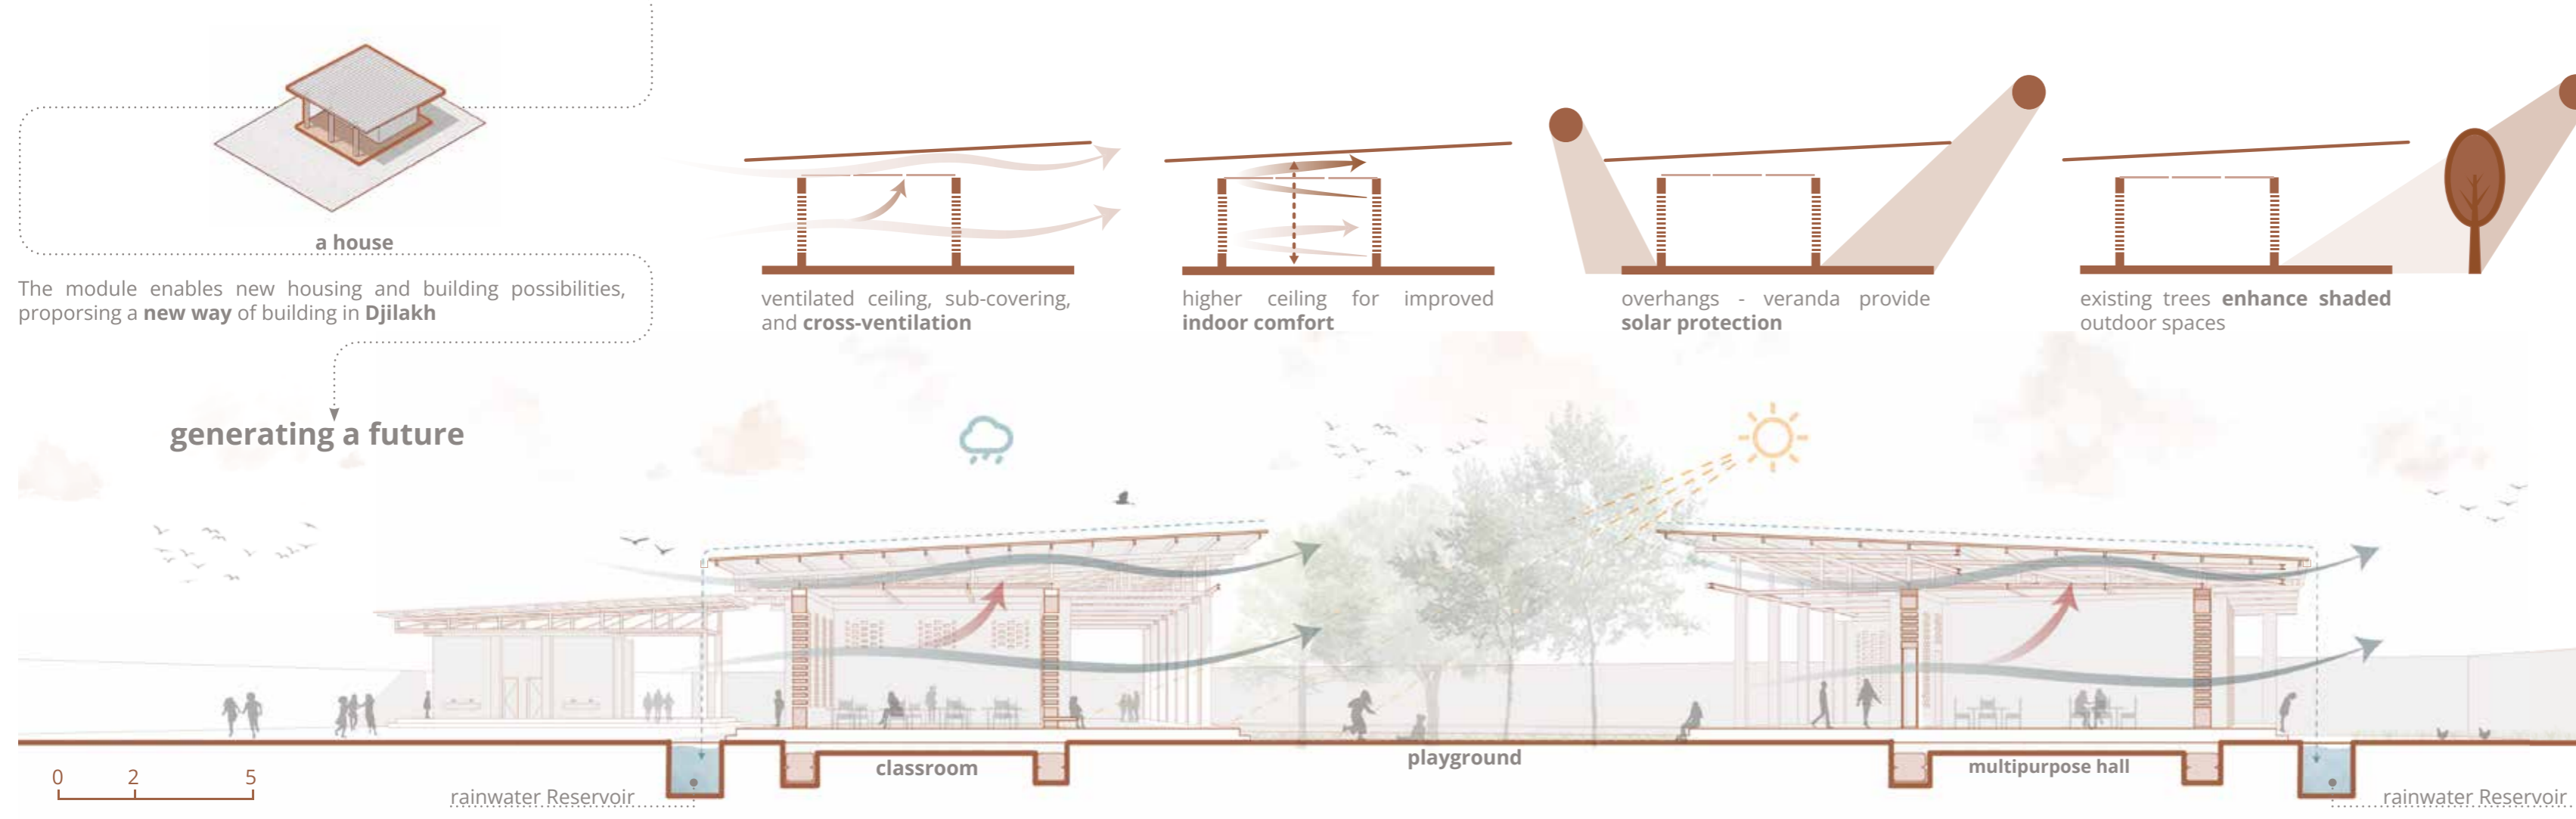 a house
The module enables new housing and building possibilities,
proporsing a new way of building in Djilakh
ventilated ceiling, sub-covering,
and cross-ventilation
higher ceiling for improved
indoor comfort
overhangs - veranda provide
solar protection
existing trees enhance shaded
outdoor spaces
generating a future
0 2 5
rainwater Reservoir
classroom
playground
multipurpose hall
rainwater Reservoir